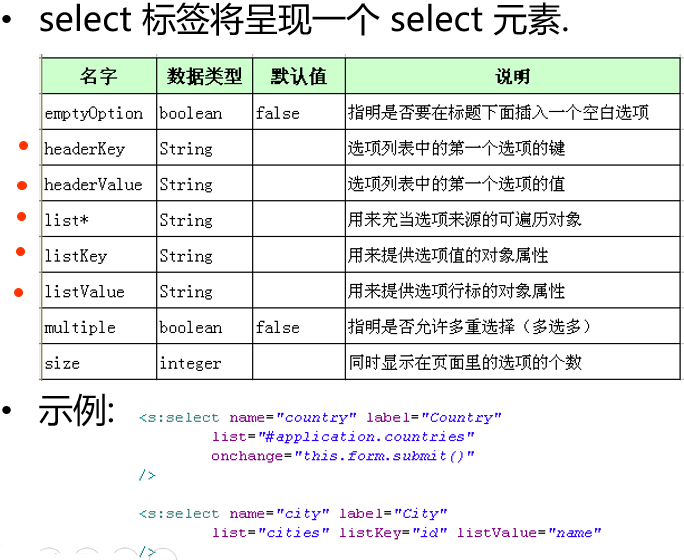 • select 标签将呈现一个 select 元素.
名字 数据类型 默认值 说明
emptyOption boolean false 指明是否要在标题下面插入一个空白选项
headerKey String 选项列表中的第一个选项的键
headerValue String 选项列表中的第一个选项的值
list* String 用来充当选项来源的可遍历对象
listKey String 用来提供选项值的对象属性
listValue String 用来提供选项行标的对象属性
multiple boolean false 指明是否允许多重选择（多选多）
size integer 同时显示在页面里的选项的个数
• 示例:
<s:select name="country" label="Country"
list="#application.countries"
onchange="this.form.submit()"
/>
<s:select name="city" label="City"
list="cities" listKey="id" listValue="name"
/>